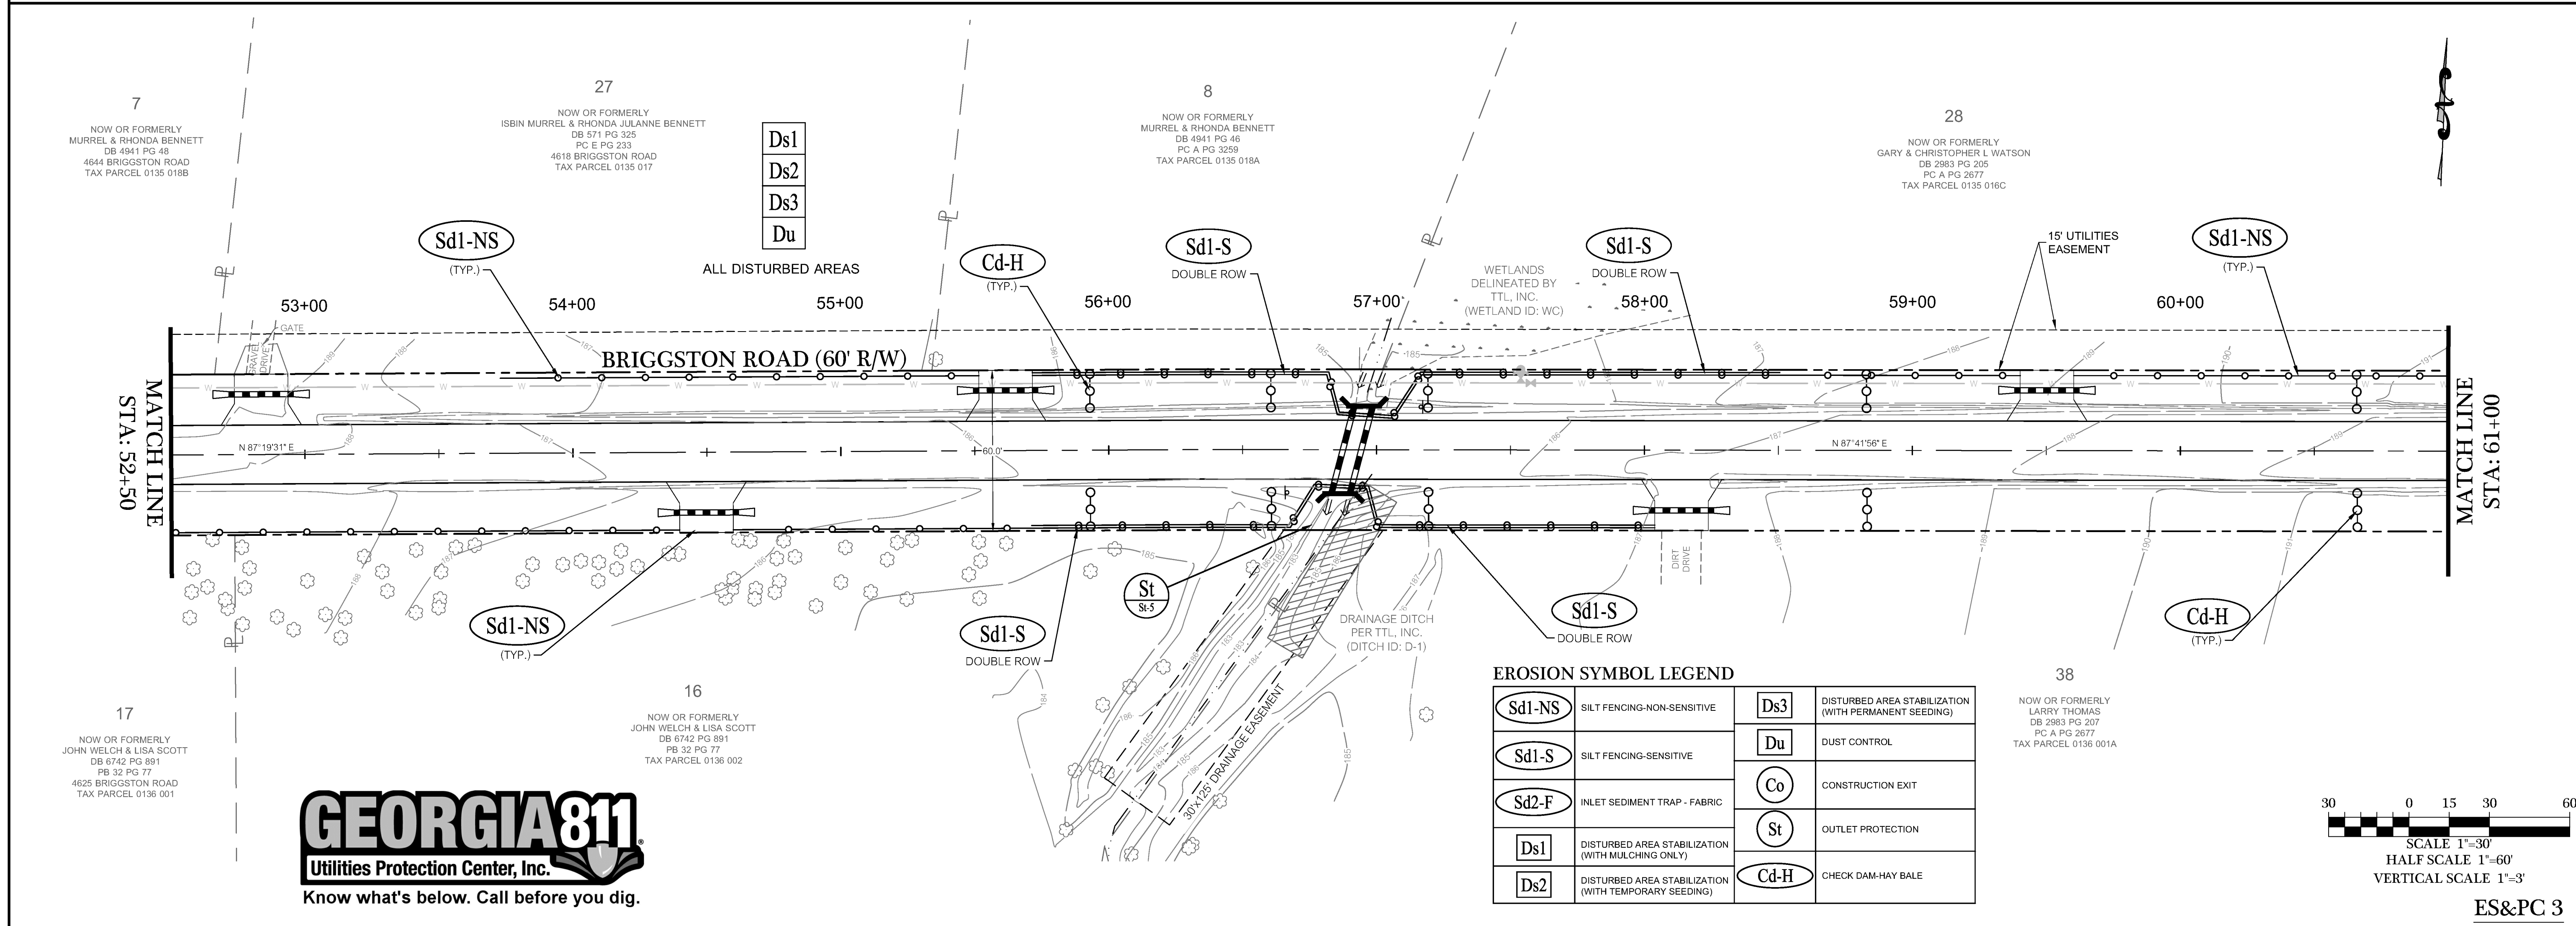 7
NOW OR FORMERLY
MURREL & RHONDA BENNETT
DB 4941 PG 48
4644 BRIGGSTON ROAD
TAX PARCEL 0135 018B
27
NOW OR FORMERLY
ISBIN MURREL & RHONDA JULANNE BENNETT
DB 571 PG 325
PC E PG 233
4618 BRIGGSTON ROAD
TAX PARCEL 0135 017
Ds1
Ds2
Ds3
Du
ALL DISTURBED AREAS
8
NOW OR FORMERLY
MURREL & RHONDA BENNETT
DB 4941 PG 46
PC A PG 3259
TAX PARCEL 0135 018A
28
NOW OR FORMERLY
GARY & CHRISTOPHER L WATSON
DB 2983 PG 205
PC A PG 2677
TAX PARCEL 0135 016C
Sd1-NS
(TYP.)
Cd-H
(TYP.)
Sd1-S
DOUBLE ROW
WETLANDS
DELINEATED BY
TTL, INC.
(WETLAND ID: WC)
Sd1-S
DOUBLE ROW
15' UTILITIES
EASEMENT
Sd1-NS
(TYP.)
53+00
54+00
55+00
56+00
57+00
58+00
59+00
60+00
GATE
GRAVEL
DRIVE
BRIGGSTON ROAD (60' R/W)
MATCH LINE
STA: 52+50
N 87°19'31" E
60.0'
N 87°41'56" E
MATCH LINE
STA: 61+00
DIRT
DRIVE
Sd1-NS
(TYP.)
Sd1-S
DOUBLE ROW
St
St-5
DRAINAGE DITCH
PER TTL, INC.
(DITCH ID: D-1)
30'x125' DRAINAGE EASEMENT
Sd1-S
DOUBLE ROW
Cd-H
(TYP.)
17
NOW OR FORMERLY
JOHN WELCH & LISA SCOTT
DB 6742 PG 891
PB 32 PG 77
4625 BRIGGSTON ROAD
TAX PARCEL 0136 001
16
NOW OR FORMERLY
JOHN WELCH & LISA SCOTT
DB 6742 PG 891
PB 32 PG 77
TAX PARCEL 0136 002
38
NOW OR FORMERLY
LARRY THOMAS
DB 2983 PG 207
PC A PG 2677
TAX PARCEL 0136 001A
GEORGIA811
Utilities Protection Center, Inc.
Know what's below. Call before you dig.
EROSION SYMBOL LEGEND
Sd1-NS SILT FENCING-NON-SENSITIVE
Sd1-S SILT FENCING-SENSITIVE
Sd2-F INLET SEDIMENT TRAP - FABRIC
Ds1 DISTURBED AREA STABILIZATION
(WITH MULCHING ONLY)
Ds2 DISTURBED AREA STABILIZATION
(WITH TEMPORARY SEEDING)
Ds3 DISTURBED AREA STABILIZATION
(WITH PERMANENT SEEDING)
Du DUST CONTROL
Co CONSTRUCTION EXIT
St OUTLET PROTECTION
Cd-H CHECK DAM-HAY BALE
30 0 15 30 60
SCALE 1"=30'
HALF SCALE 1"=60'
VERTICAL SCALE 1"=3'
ES&PC 3